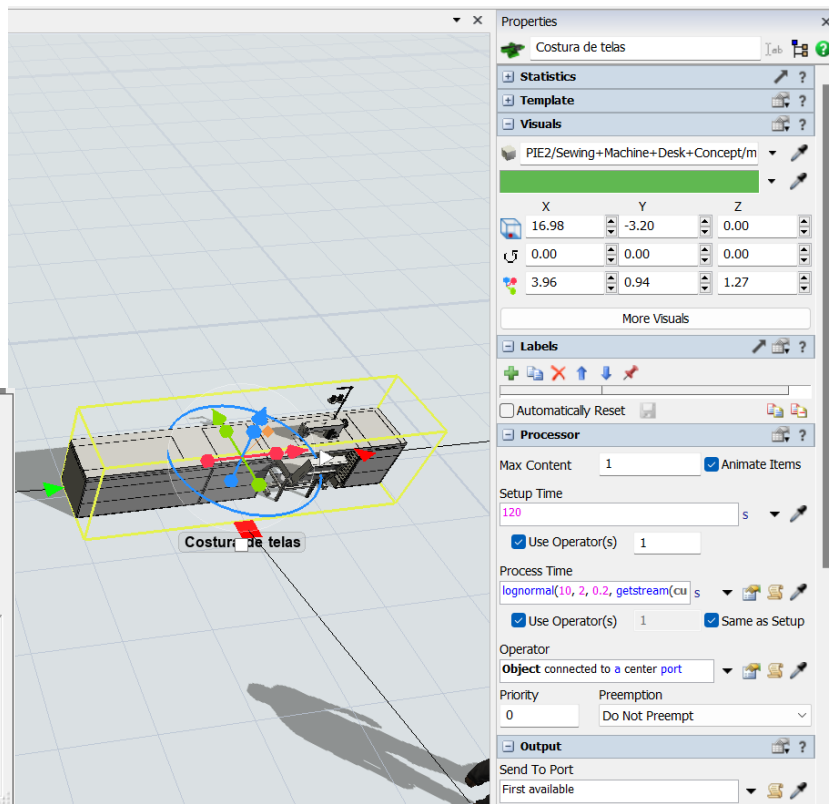 Properties
Costura de telas
Statistics
Template
Visuals
PIE2/Sewing+Machine+Desk+Concept/m
X Y Z
16.98 -3.20 0.00
0.00 0.00 0.00
3.96 0.94 1.27
More Visuals
Labels
Automatically Reset
Processor
Max Content 1 Animate Items
Setup Time
120 s
Use Operator(s) 1
Process Time
lognormal(10, 2, 0.2, getstream(cu s
Use Operator(s) 1 Same as Setup
Operator
Object connected to a center port
Priority Preemption
0 Do Not Preempt
Output
Send To Port
First available
Costura de telas